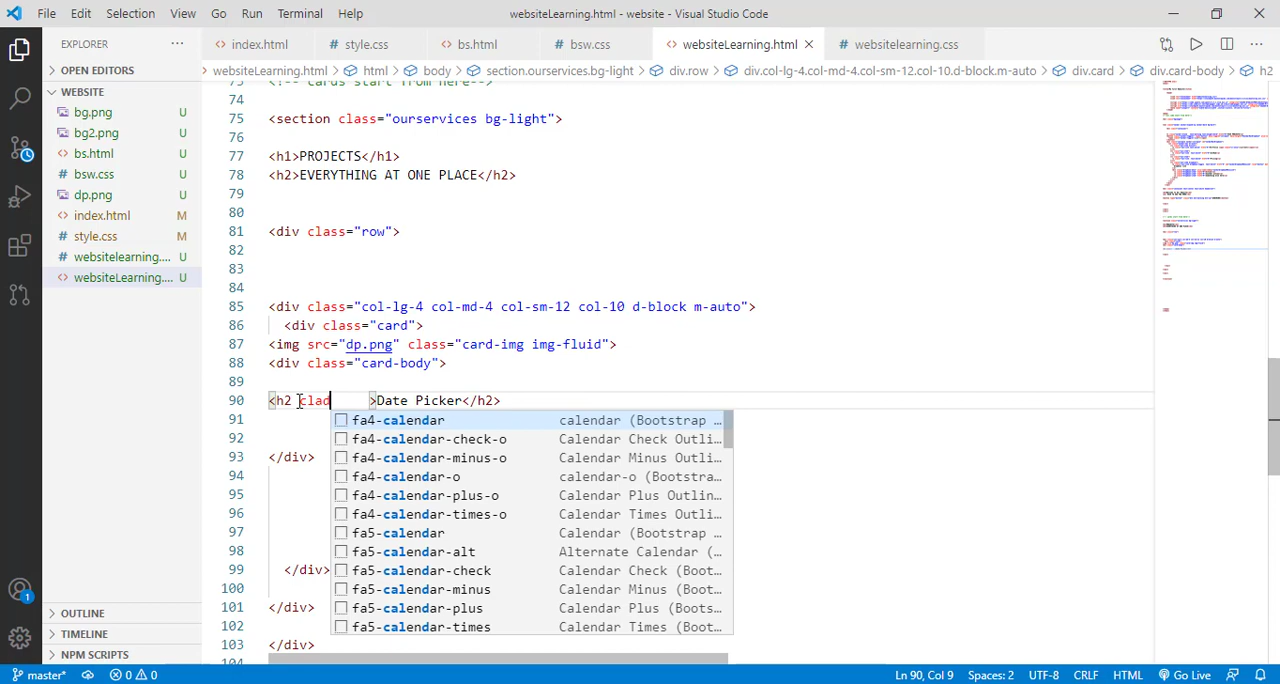 File Edit Selection View Go Run Terminal Help websiteLearning.html - website - Visual Studio Code
EXPLORER index.html style.css bs.html bsw.css websiteLearning.html websitelearning.css
OPEN EDITORS websiteLearning.html html body section.ourservices.bg-light div.row div.col-lg-4.col-md-4.col-sm-12.col-10.d-block.m-auto div.card div.card-body h2
WEBSITE
bg.png U
bg2.png U
bs.html U
bsw.css U
dp.png U
index.html M
style.css M
websitelearning.... U
websiteLearning.... U
OUTLINE
TIMELINE
NPM SCRIPTS
73 <!-- cards start from here-->
74
75 <section class="ourservices bg-light">
76
77 <h1>PROJECT</h1>
78 <h2>EVERYTHING AT ONE PLACE</h2>
79
80
81 <div class="row">
82
83
84
85 <div class="col-lg-4 col-md-4 col-sm-12 col-10 d-block m-auto">
86 <div class="card">
87 <img src="dp.png" class="card-img img-fluid">
88 <div class="card-body">
89
90 <h2 clad >Date Picker</h2>
91 fa4-calendar calendar (Bootstrap ...
92 fa4-calendar-check-o Calendar Check Outli...
93 </div> fa4-calendar-minus-o Calendar Minus Outli...
94 fa4-calendar-o calendar-o (Bootstra...
95 fa4-calendar-plus-o Calendar Plus Outlin...
96 fa4-calendar-times-o Calendar Times Outli...
97 fa5-calendar Calendar (Bootstrap ...
98 fa5-calendar-alt Alternate Calendar (...
99 </div> fa5-calendar-check Calendar Check (Boot...
100 fa5-calendar-minus Calendar Minus (Boot...
101 </div> fa5-calendar-plus Calendar Plus (Boots...
102 fa5-calendar-times Calendar Times (Boot...
103 </div>
104
master* 0 0 Ln 90, Col 9 Spaces: 2 UTF-8 CRLF HTML Go Live